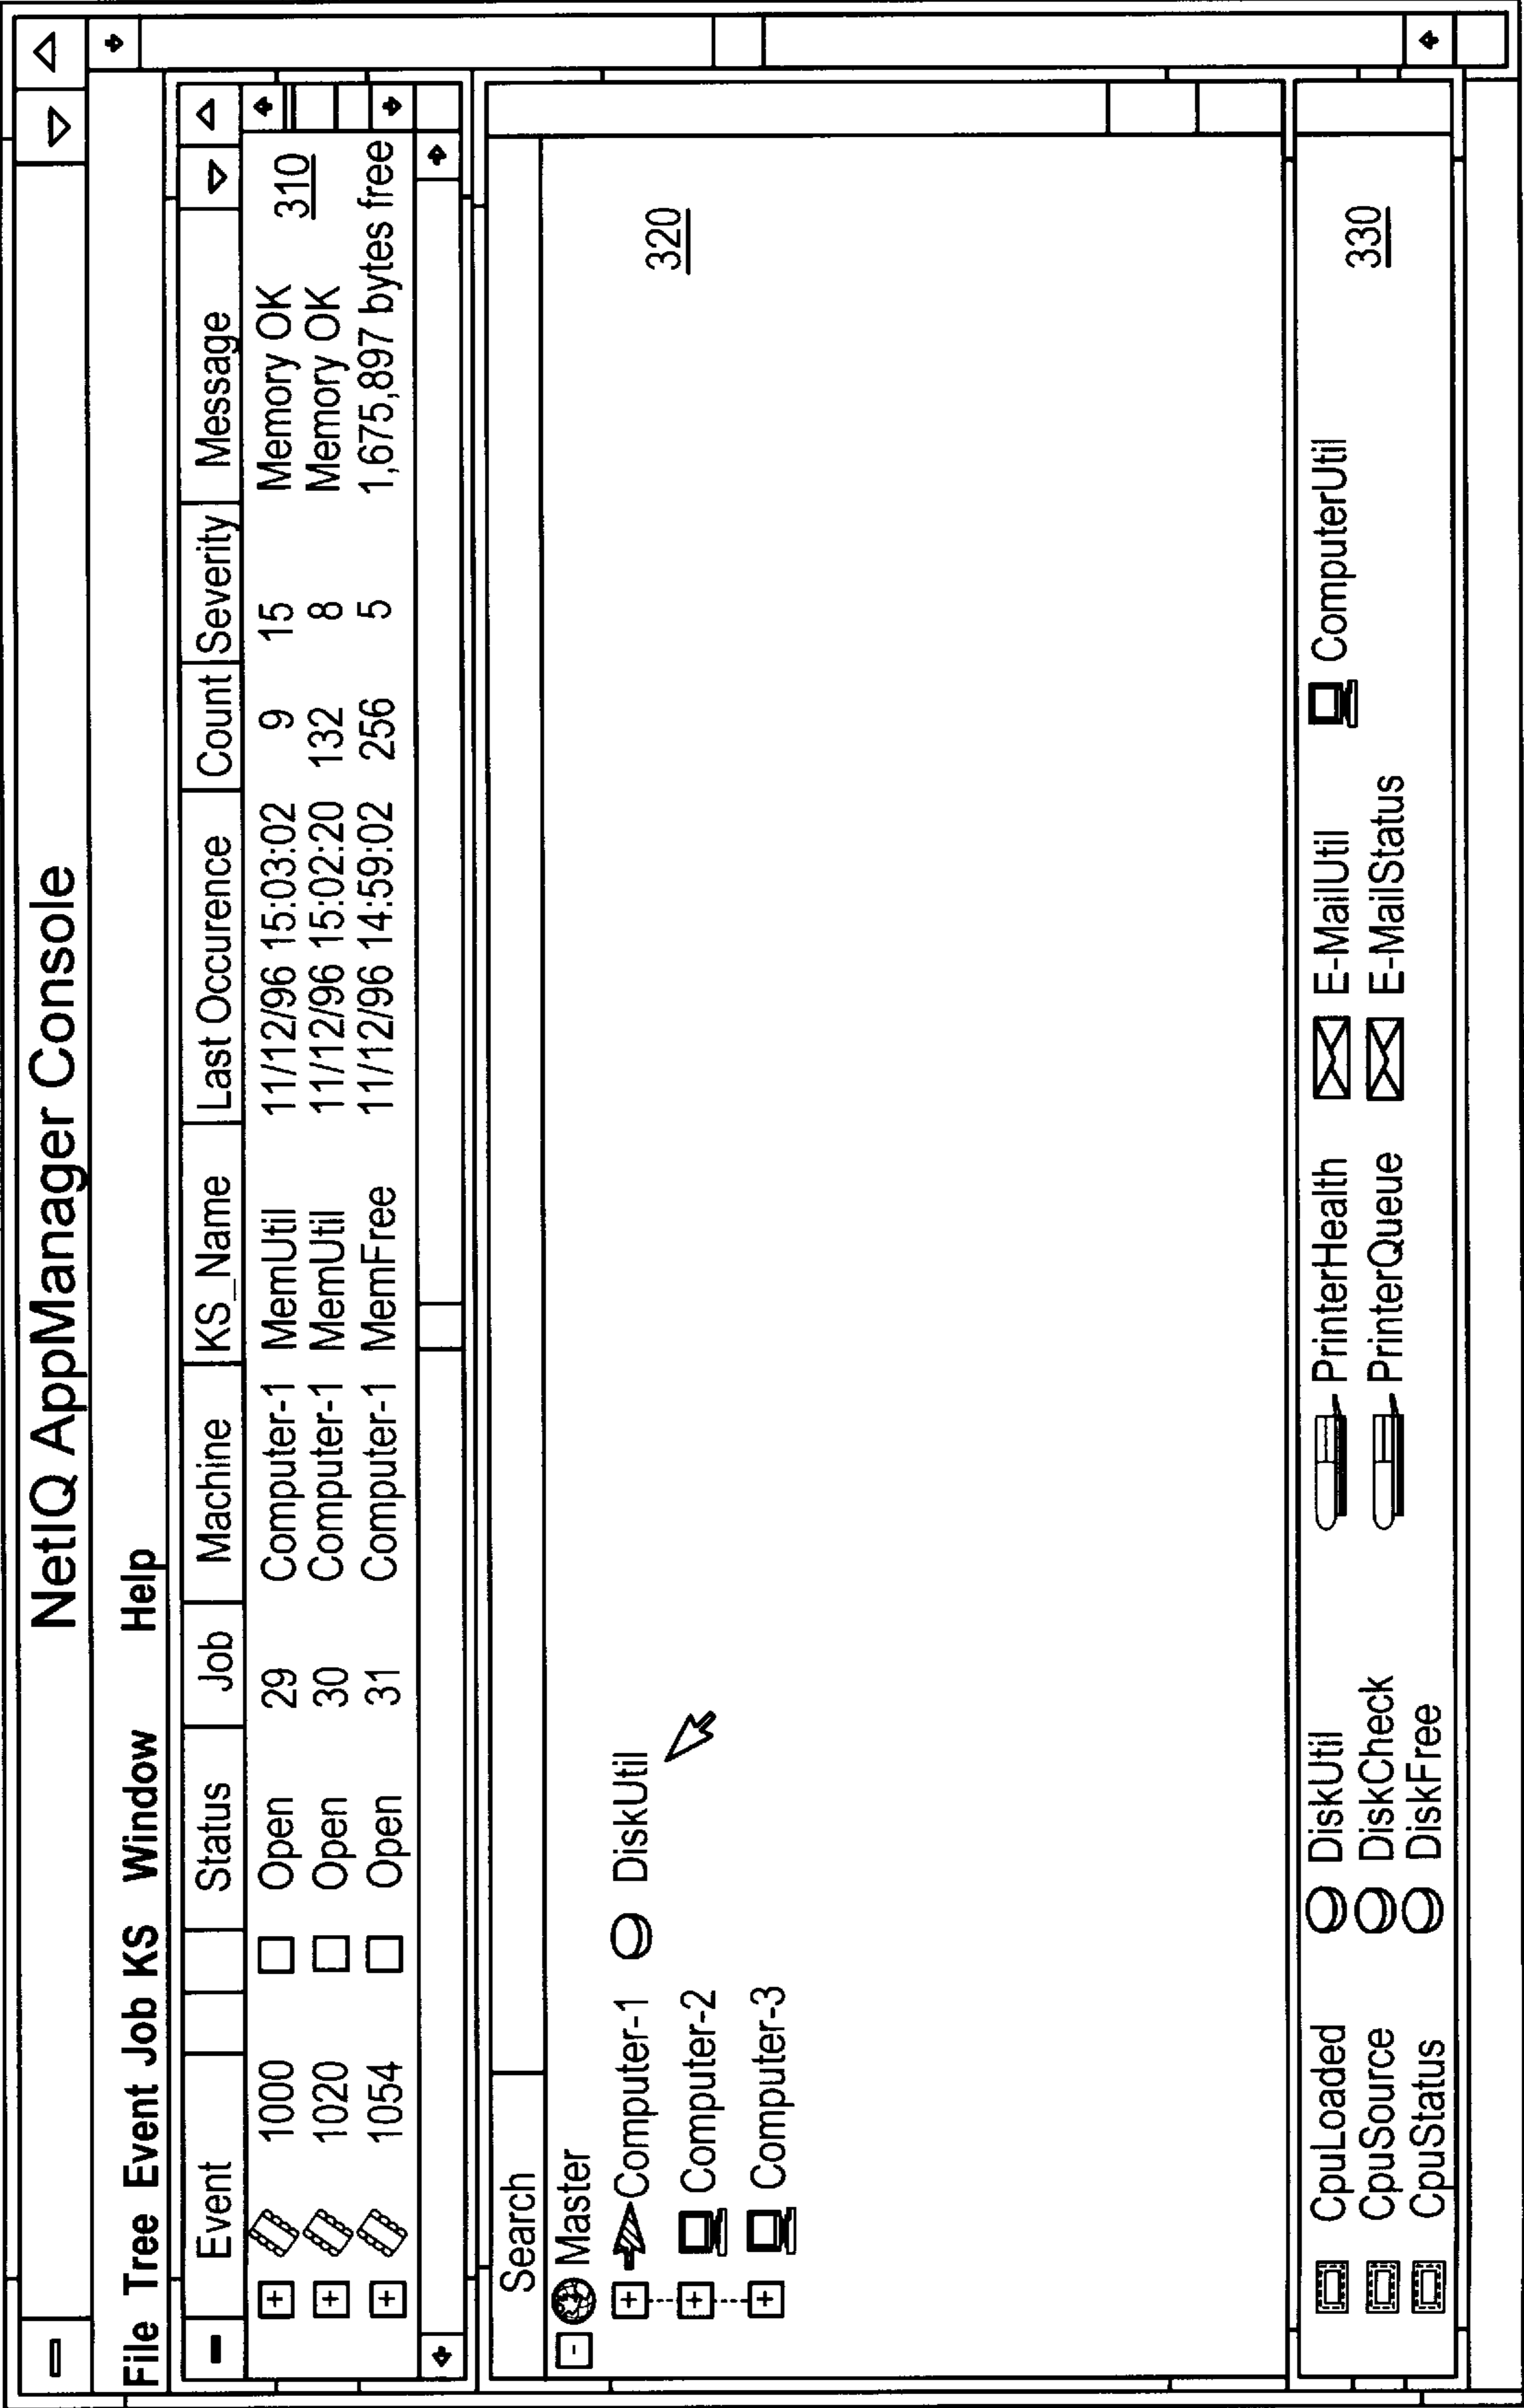 NetIQ AppManager Console
File Tree Event Job KS Window Help
Event Status Job Machine KS_Name Last Occurence Count Severity Message
1000 Open 29 Computer-1 MemUtil 11/12/96 15:03:02 9 15 Memory OK
310
1020 Open 30 Computer-1 MemUtil 11/12/96 15:02:20 132 8 Memory OK
1054 Open 31 Computer-1 MemFree 11/12/96 14:59:02 256 5 1,675,897 bytes free
Search
Master
Computer-1 DiskUtil
320
Computer-2
Computer-3
CpuLoaded DiskUtil PrinterHealth E-MailUtil ComputerUtil
CpuSource DiskCheck PrinterQueue E-MailStatus
330
CpuStatus DiskFree